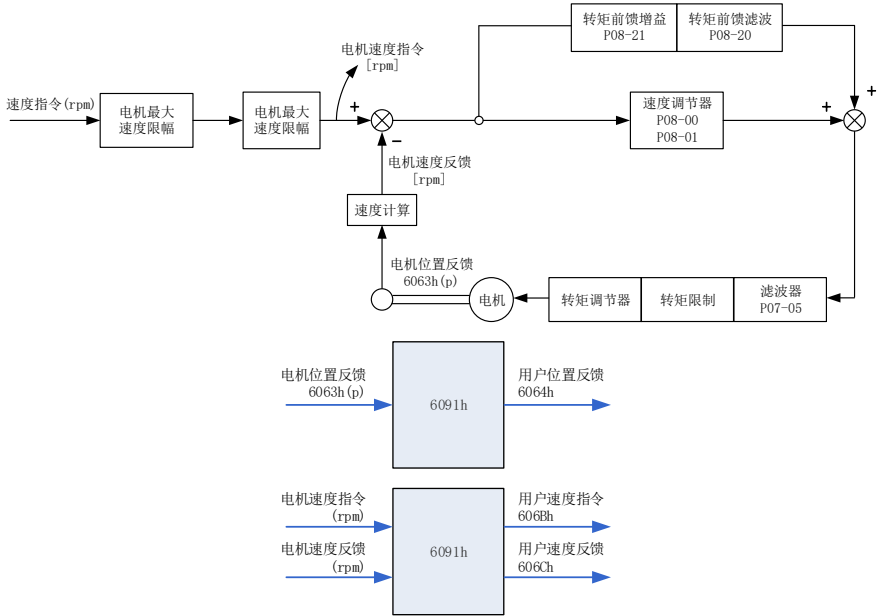 转矩前馈增益
P08-21
转矩前馈滤波
P08-20
电机速度指令
[rpm]
速度指令(rpm)
电机最大
速度限幅
电机最大
速度限幅
+
−
速度调节器
P08-00
P08-01
+
+
电机速度反馈
[rpm]
速度计算
电机位置反馈
6063h(p)
电机
转矩调节器
转矩限制
滤波器
P07-05
电机位置反馈
6063h(p)
6091h
用户位置反馈
6064h
电机速度指令
(rpm)
电机速度反馈
(rpm)
6091h
用户速度指令
606Bh
用户速度反馈
606Ch